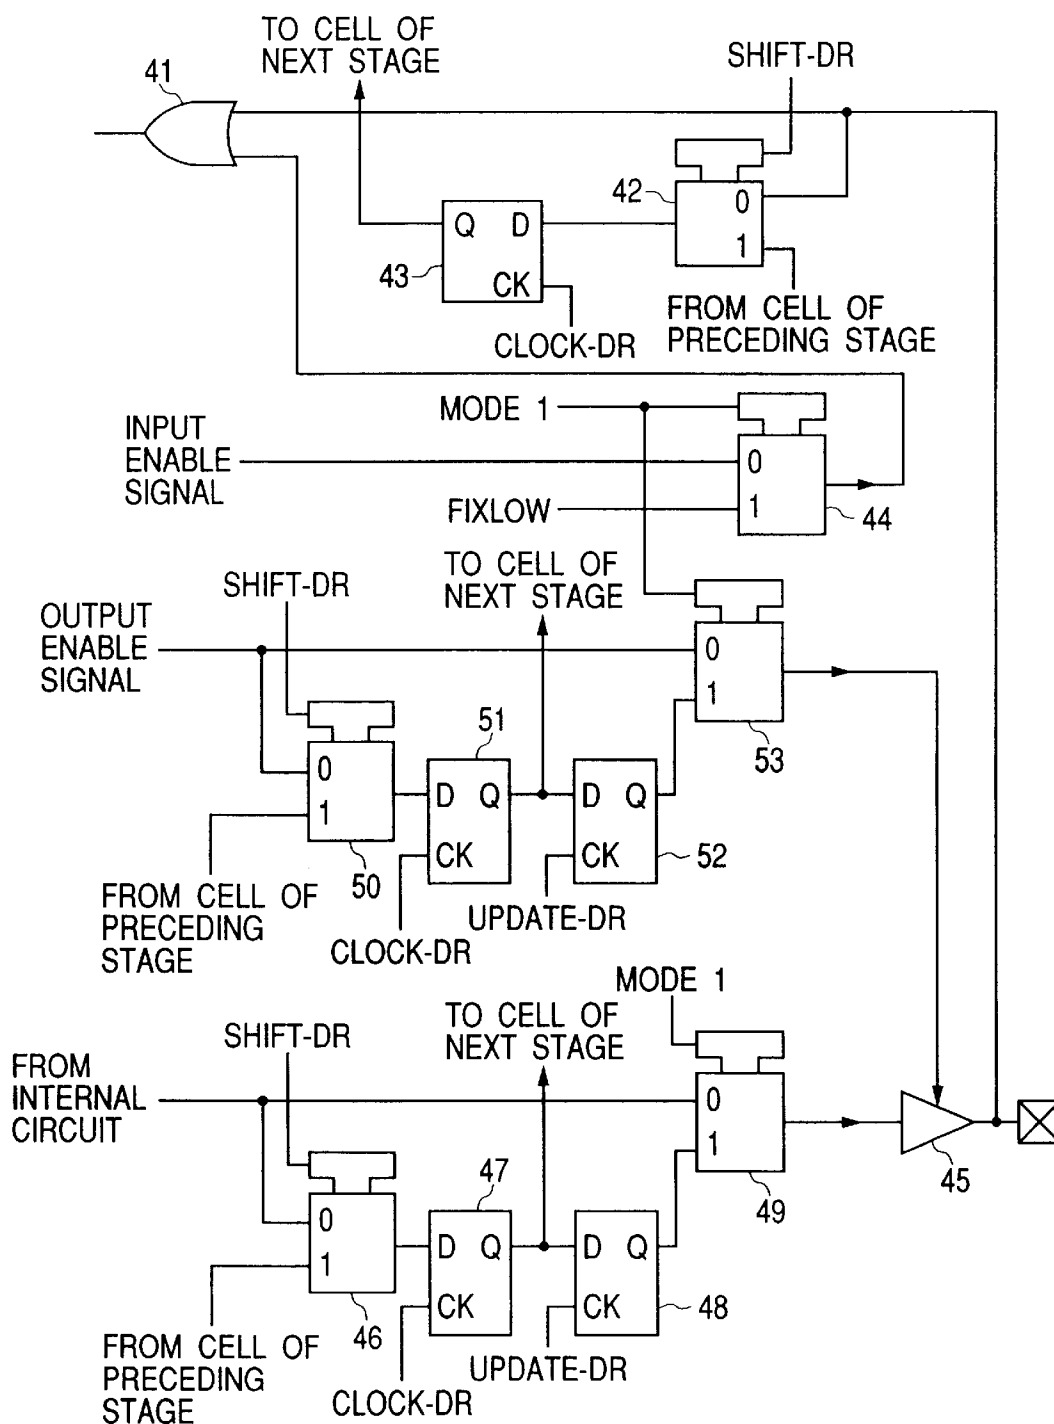 TO CELL OF
NEXT STAGE
SHIFT-DR
41
42
0
1
Q D
CK
43
FROM CELL OF
PRECEDING STAGE
CLOCK-DR
MODE 1
INPUT
ENABLE
SIGNAL
0
1
FIXLOW
44
TO CELL OF
NEXT STAGE
SHIFT-DR
OUTPUT
ENABLE
SIGNAL
0
1
53
51
0
1
50
D Q
CK
D Q
CK
52
FROM CELL OF
PRECEDING
STAGE
UPDATE-DR
CLOCK-DR
MODE 1
TO CELL OF
NEXT STAGE
SHIFT-DR
FROM
INTERNAL
CIRCUIT
0
1
49
45
47
0
1
46
D Q
CK
D Q
CK
48
FROM CELL OF
PRECEDING
STAGE
UPDATE-DR
CLOCK-DR